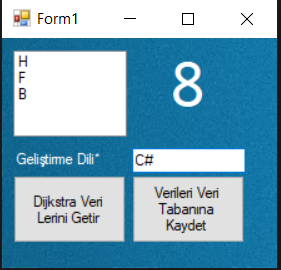 Form1
H
F
B
8
Geliştirme Dili*
C#
Dijkstra Veri
Lerini Getir
Verileri Veri
Tabanına
Kaydet